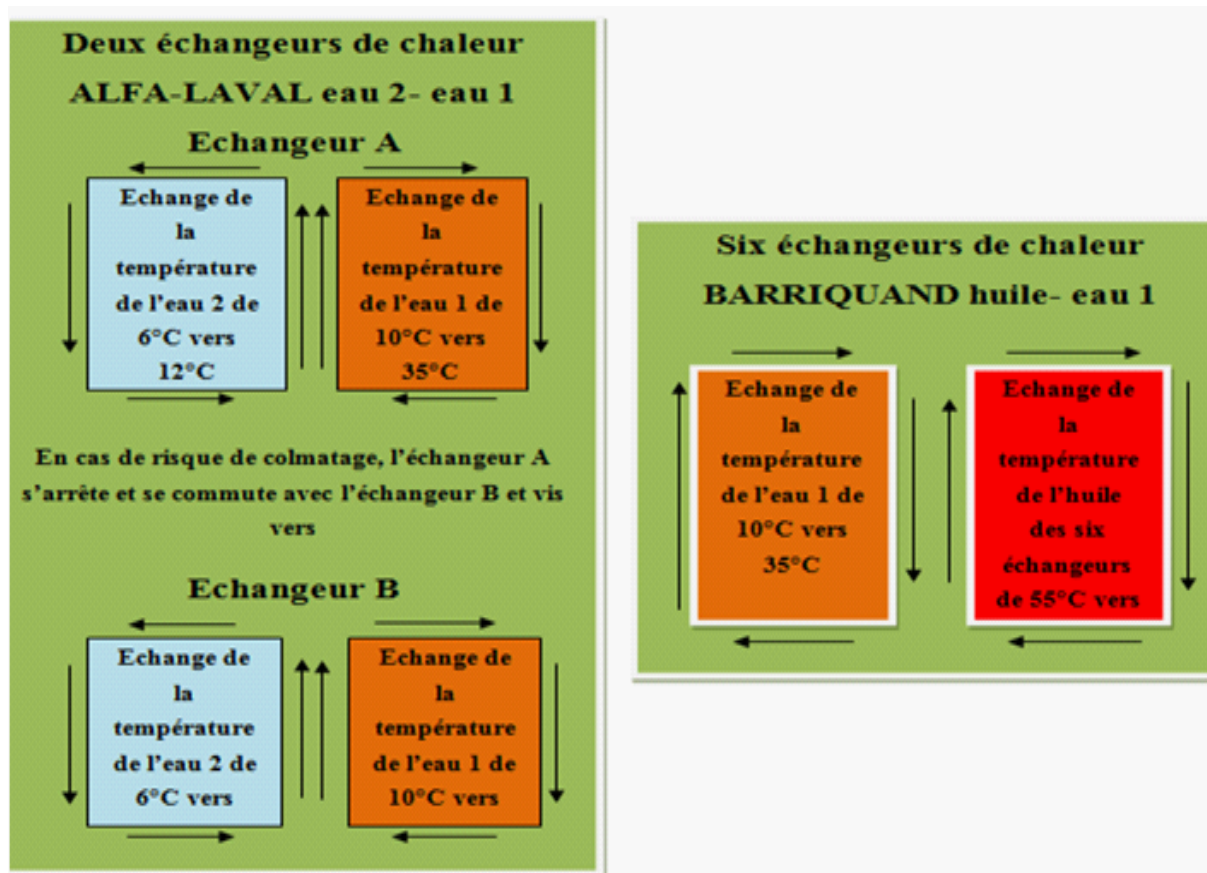 Deux échangeurs de chaleur
ALFA-LAVAL eau 2- eau 1
Echangeur A
Echange de
la
température
de l'eau 2 de
6°C vers
12°C
Echange de
la
température
de l'eau 1 de
10°C vers
35°C
En cas de risque de colmatage, l'échangeur A
s'arrête et se commute avec l'échangeur B et vis
vers
Echangeur B
Echange de
la
température
de l'eau 2 de
6°C vers
Echange de
la
température
de l'eau 1 de
10°C vers
Six échangeurs de chaleur
BARRIQUAND huile- eau 1
Echange de
la
température
de l'eau 1 de
10°C vers
35°C
Echange de
la
température
de l'huile
des six
échangeurs
de 55°C vers